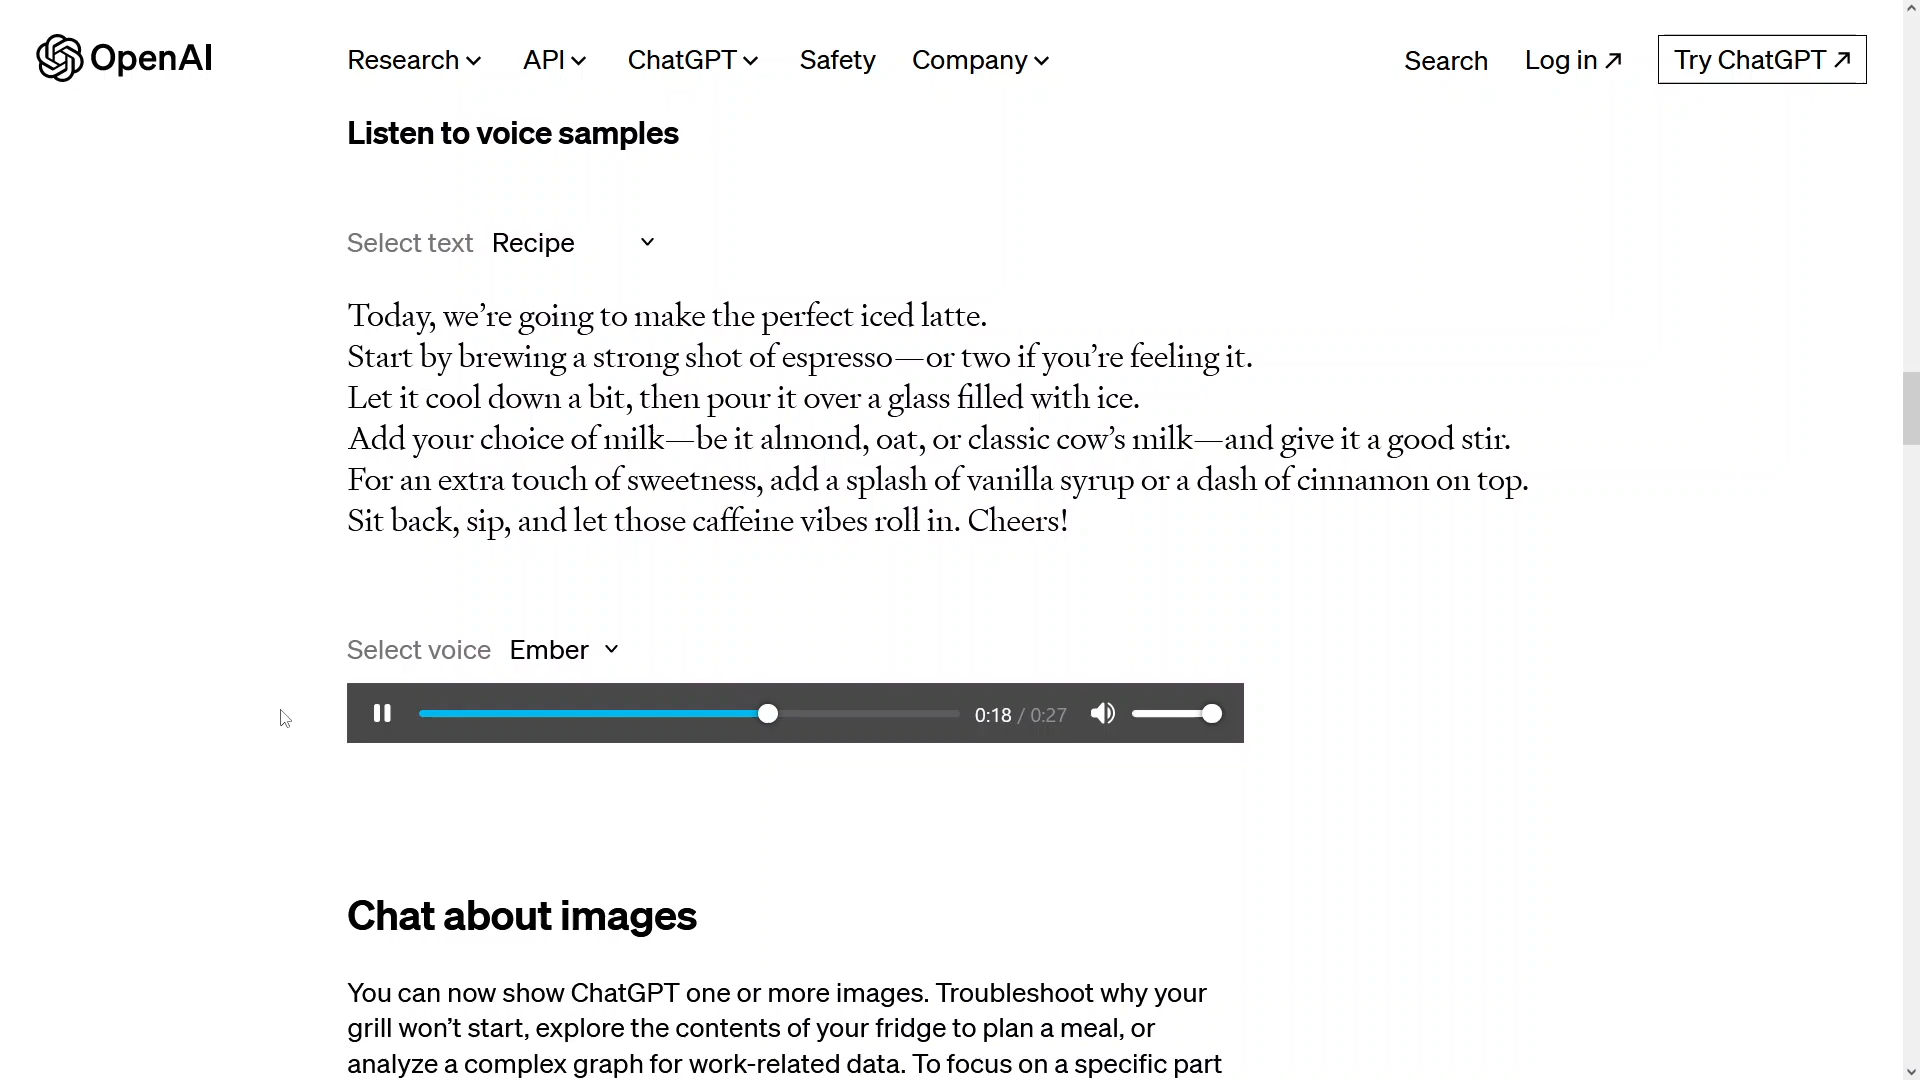 OpenAI
Research
API
ChatGPT
Safety
Company
Search
Log in
Try ChatGPT
Listen to voice samples
Select text Recipe
Today, we’re going to make the perfect iced latte.
Start by brewing a strong shot of espresso—or two if you’re feeling it.
Let it cool down a bit, then pour it over a glass filled with ice.
Add your choice of milk—be it almond, oat, or classic cow’s milk—and give it a good stir.
For an extra touch of sweetness, add a splash of vanilla syrup or a dash of cinnamon on top.
Sit back, sip, and let those caffeine vibes roll in. Cheers!
Select voice Ember
0:18 / 0:27
Chat about images
You can now show ChatGPT one or more images. Troubleshoot why your
grill won’t start, explore the contents of your fridge to plan a meal, or
analyze a complex graph for work-related data. To focus on a specific part